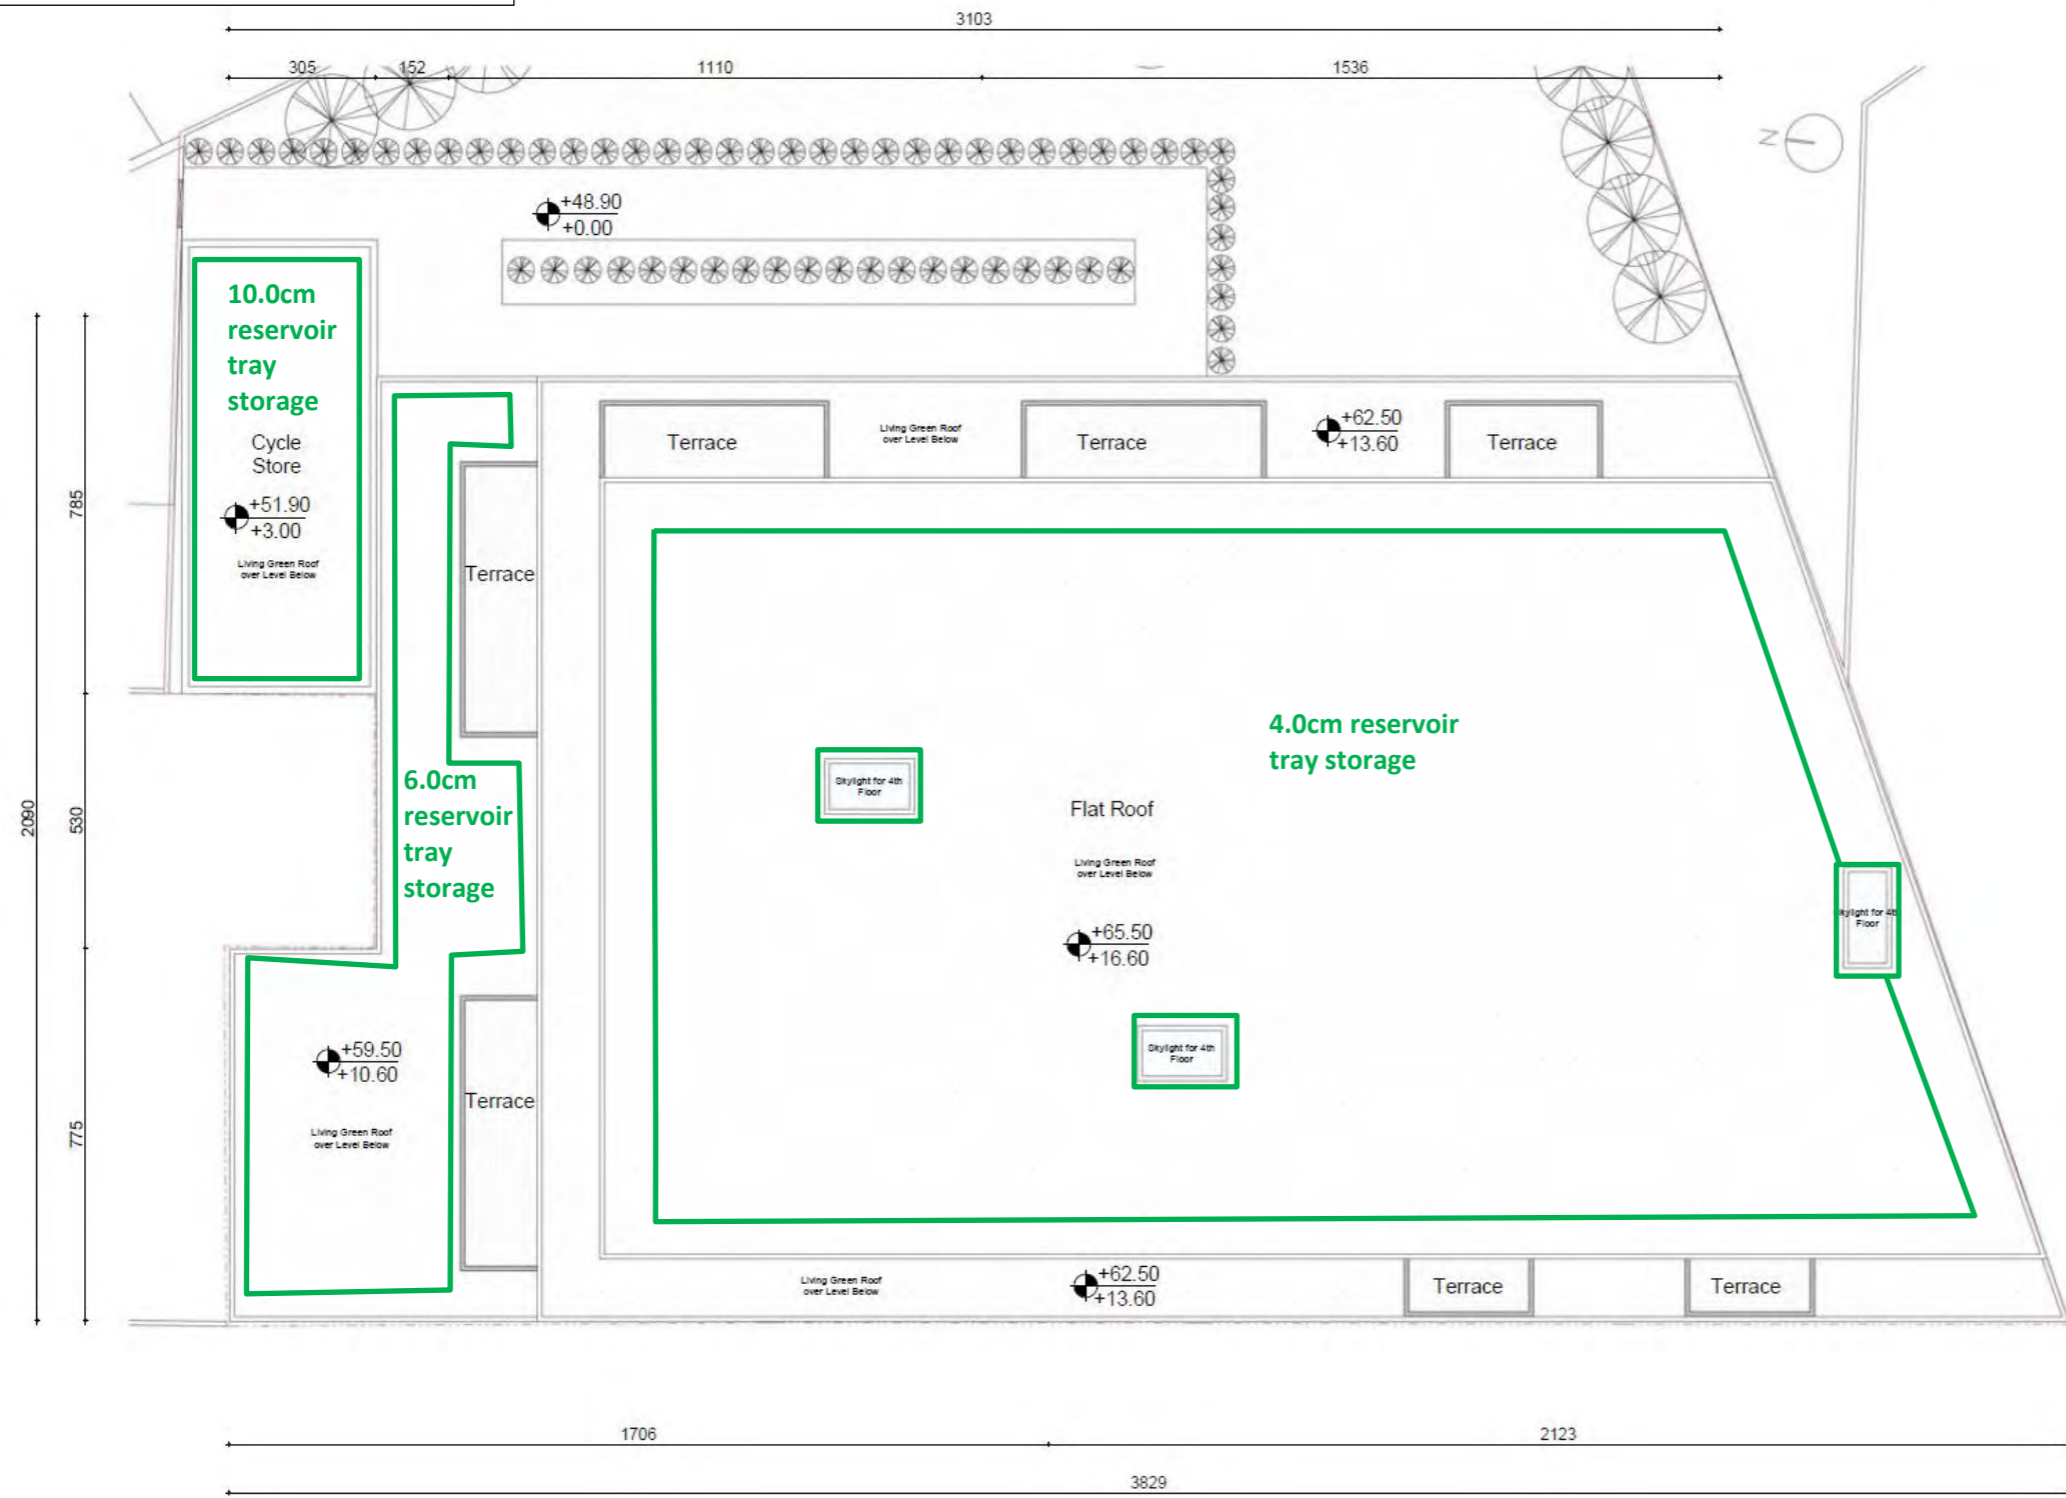 3103
305
152
1110
1536
N
+48.90
+0.00
10.0cm
reservoir
tray
storage
Cycle
Store
+51.90
+3.00
Living Green Roof
over Level Below
Terrace
Living Green Roof
over Level Below
Terrace
+62.50
+13.60
Terrace
785
Terrace
4.0cm reservoir
tray storage
6.0cm
reservoir
tray
storage
Skylight for 4th
Floor
Flat Roof
2090
530
Living Green Roof
over Level Below
Skylight for 4th
Floor
+65.50
+16.60
+59.50
+10.60
Skylight for 4th
Floor
Terrace
775
Living Green Roof
over Level Below
Living Green Roof
over Level Below
+62.50
+13.60
Terrace
Terrace
1706
2123
3829